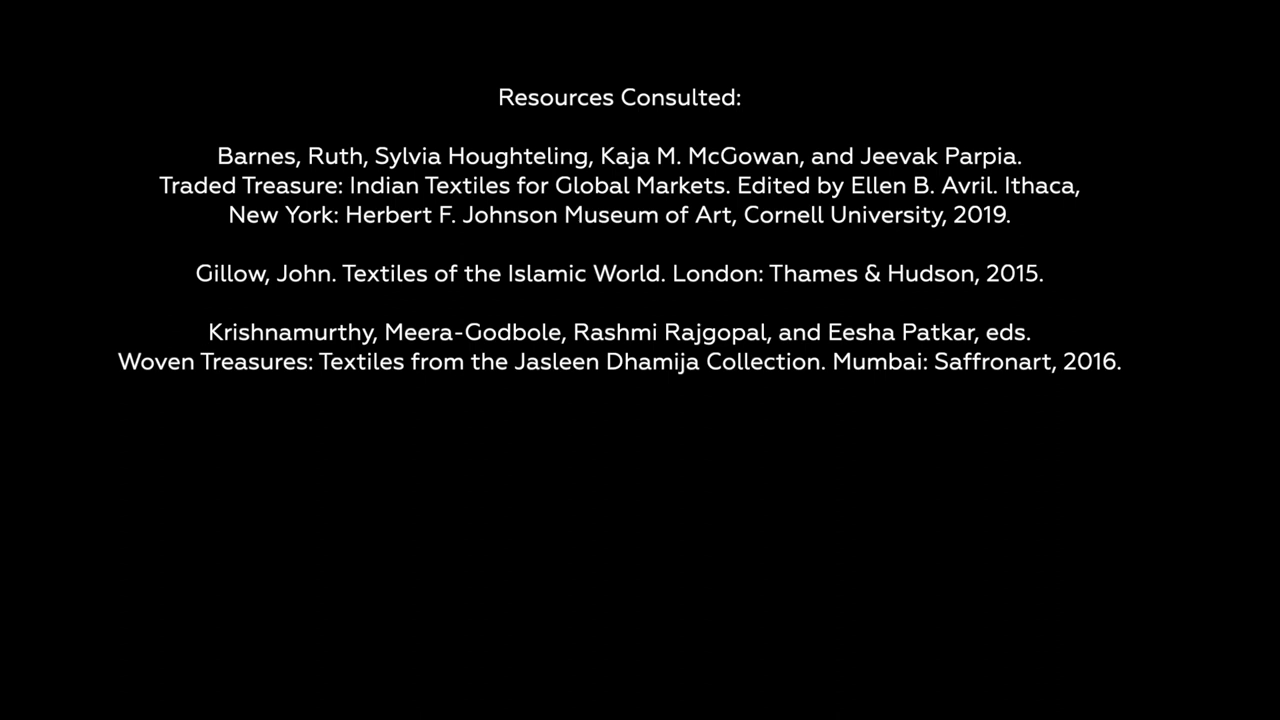 Resources Consulted:
Barnes, Ruth, Sylvia Houghteling, Kaja M. McGowan, and Jeevak Parpia.
Traded Treasure: Indian Textiles for Global Markets. Edited by Ellen B. Avril. Ithaca,
New York: Herbert F. Johnson Museum of Art, Cornell University, 2019.
Gillow, John. Textiles of the Islamic World. London: Thames & Hudson, 2015.
Krishnamurthy, Meera-Godbole, Rashmi Rajgopal, and Eesha Patkar, eds.
Woven Treasures: Textiles from the Jasleen Dhamija Collection. Mumbai: Saffronart, 2016.